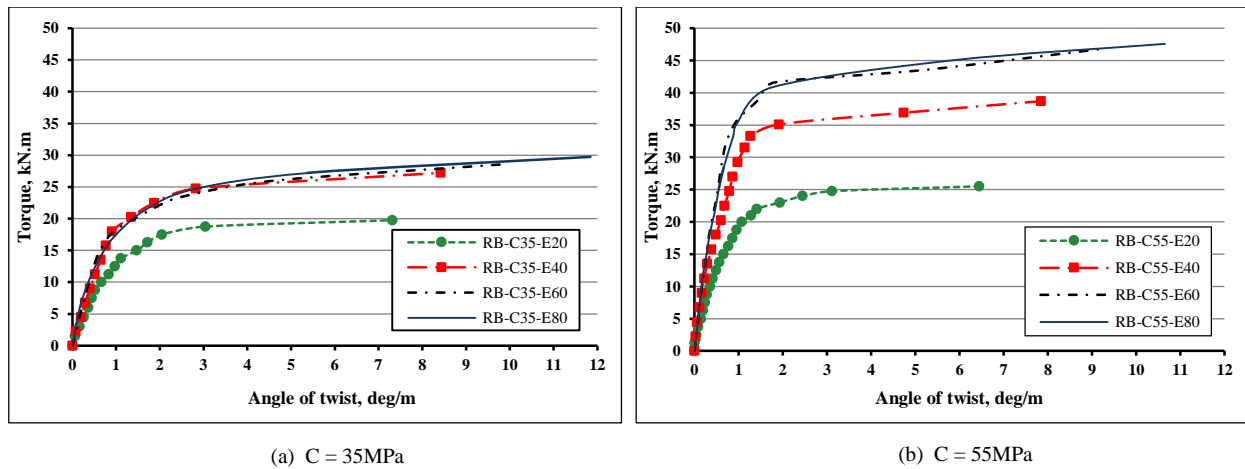 50
45
40
35
30
25
20
15
10
5
0
Torque, kN.m
RB-C35-E20
RB-C35-E40
RB-C35-E60
RB-C35-E80
0 1 2 3 4 5 6 7 8 9 10 11 12
Angle of twist, deg/m
(a) C = 35MPa
50
45
40
35
30
25
20
15
10
5
0
Torque, kN.m
RB-C55-E20
RB-C55-E40
RB-C55-E60
RB-C55-E80
0 1 2 3 4 5 6 7 8 9 10 11 12
Angle of twist, deg/m
(b) C = 55MPa